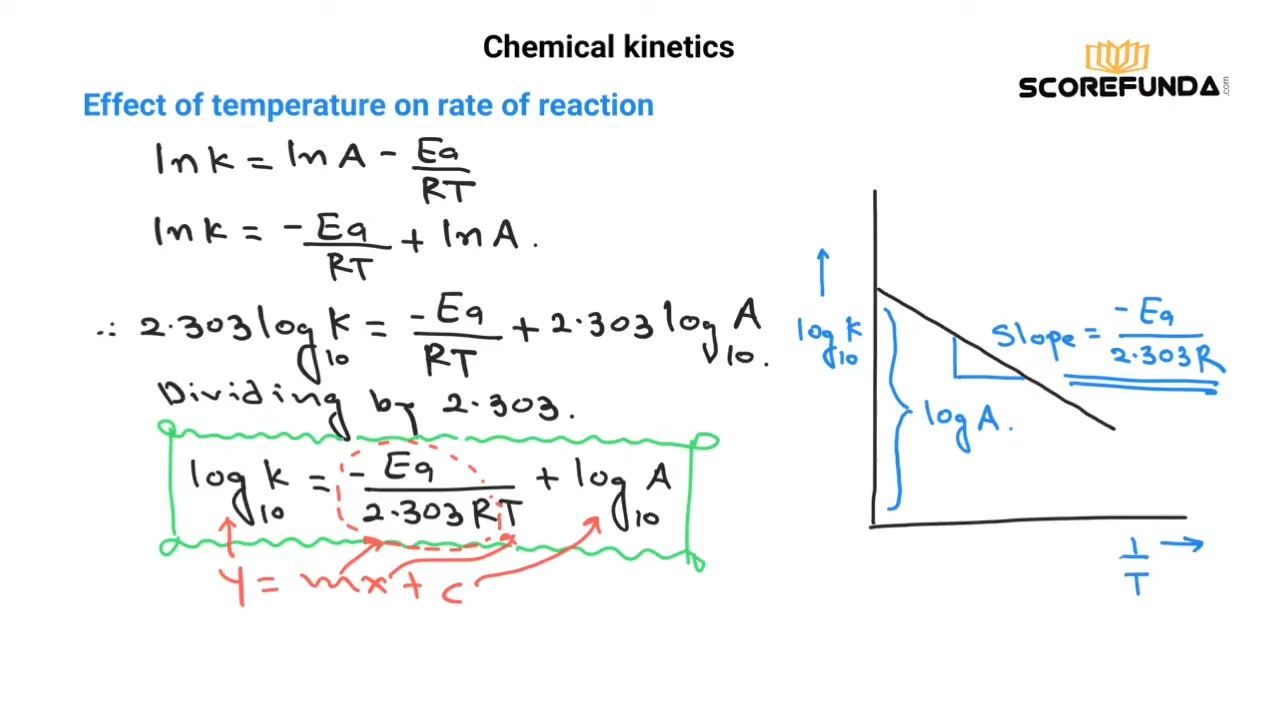 Chemical kinetics
SCOREFUNDA.com
Effect of temperature on rate of reaction
ln k = ln A - Ea/RT
ln k = - Ea/RT + ln A.
∴ 2.303 log₁₀ k = -Ea/RT + 2.303 log₁₀ A.
Dividing by 2.303.
log₁₀ k = - Ea/2.303 RT + log₁₀ A
y = mx + c
↑
log₁₀ k
Slope = -Ea/2.303R
log A.
1/T →